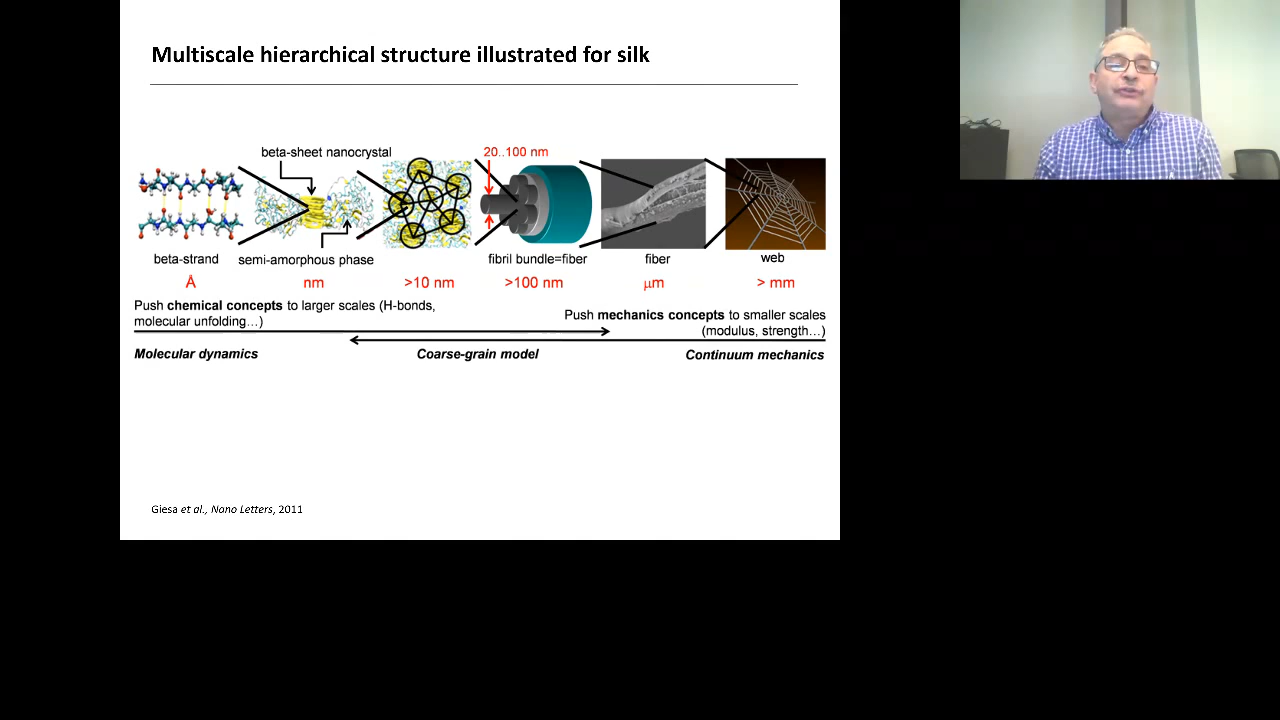 Multiscale hierarchical structure illustrated for silk
beta-sheet nanocrystal
20..100 nm
beta-strand
semi-amorphous phase
fibril bundle=fiber
fiber
web
Å
nm
>10 nm
>100 nm
μm
> mm
Push chemical concepts to larger scales (H-bonds,
molecular unfolding...)
Push mechanics concepts to smaller scales
(modulus, strength...)
Molecular dynamics
Coarse-grain model
Continuum mechanics
Giesa et al., Nano Letters, 2011